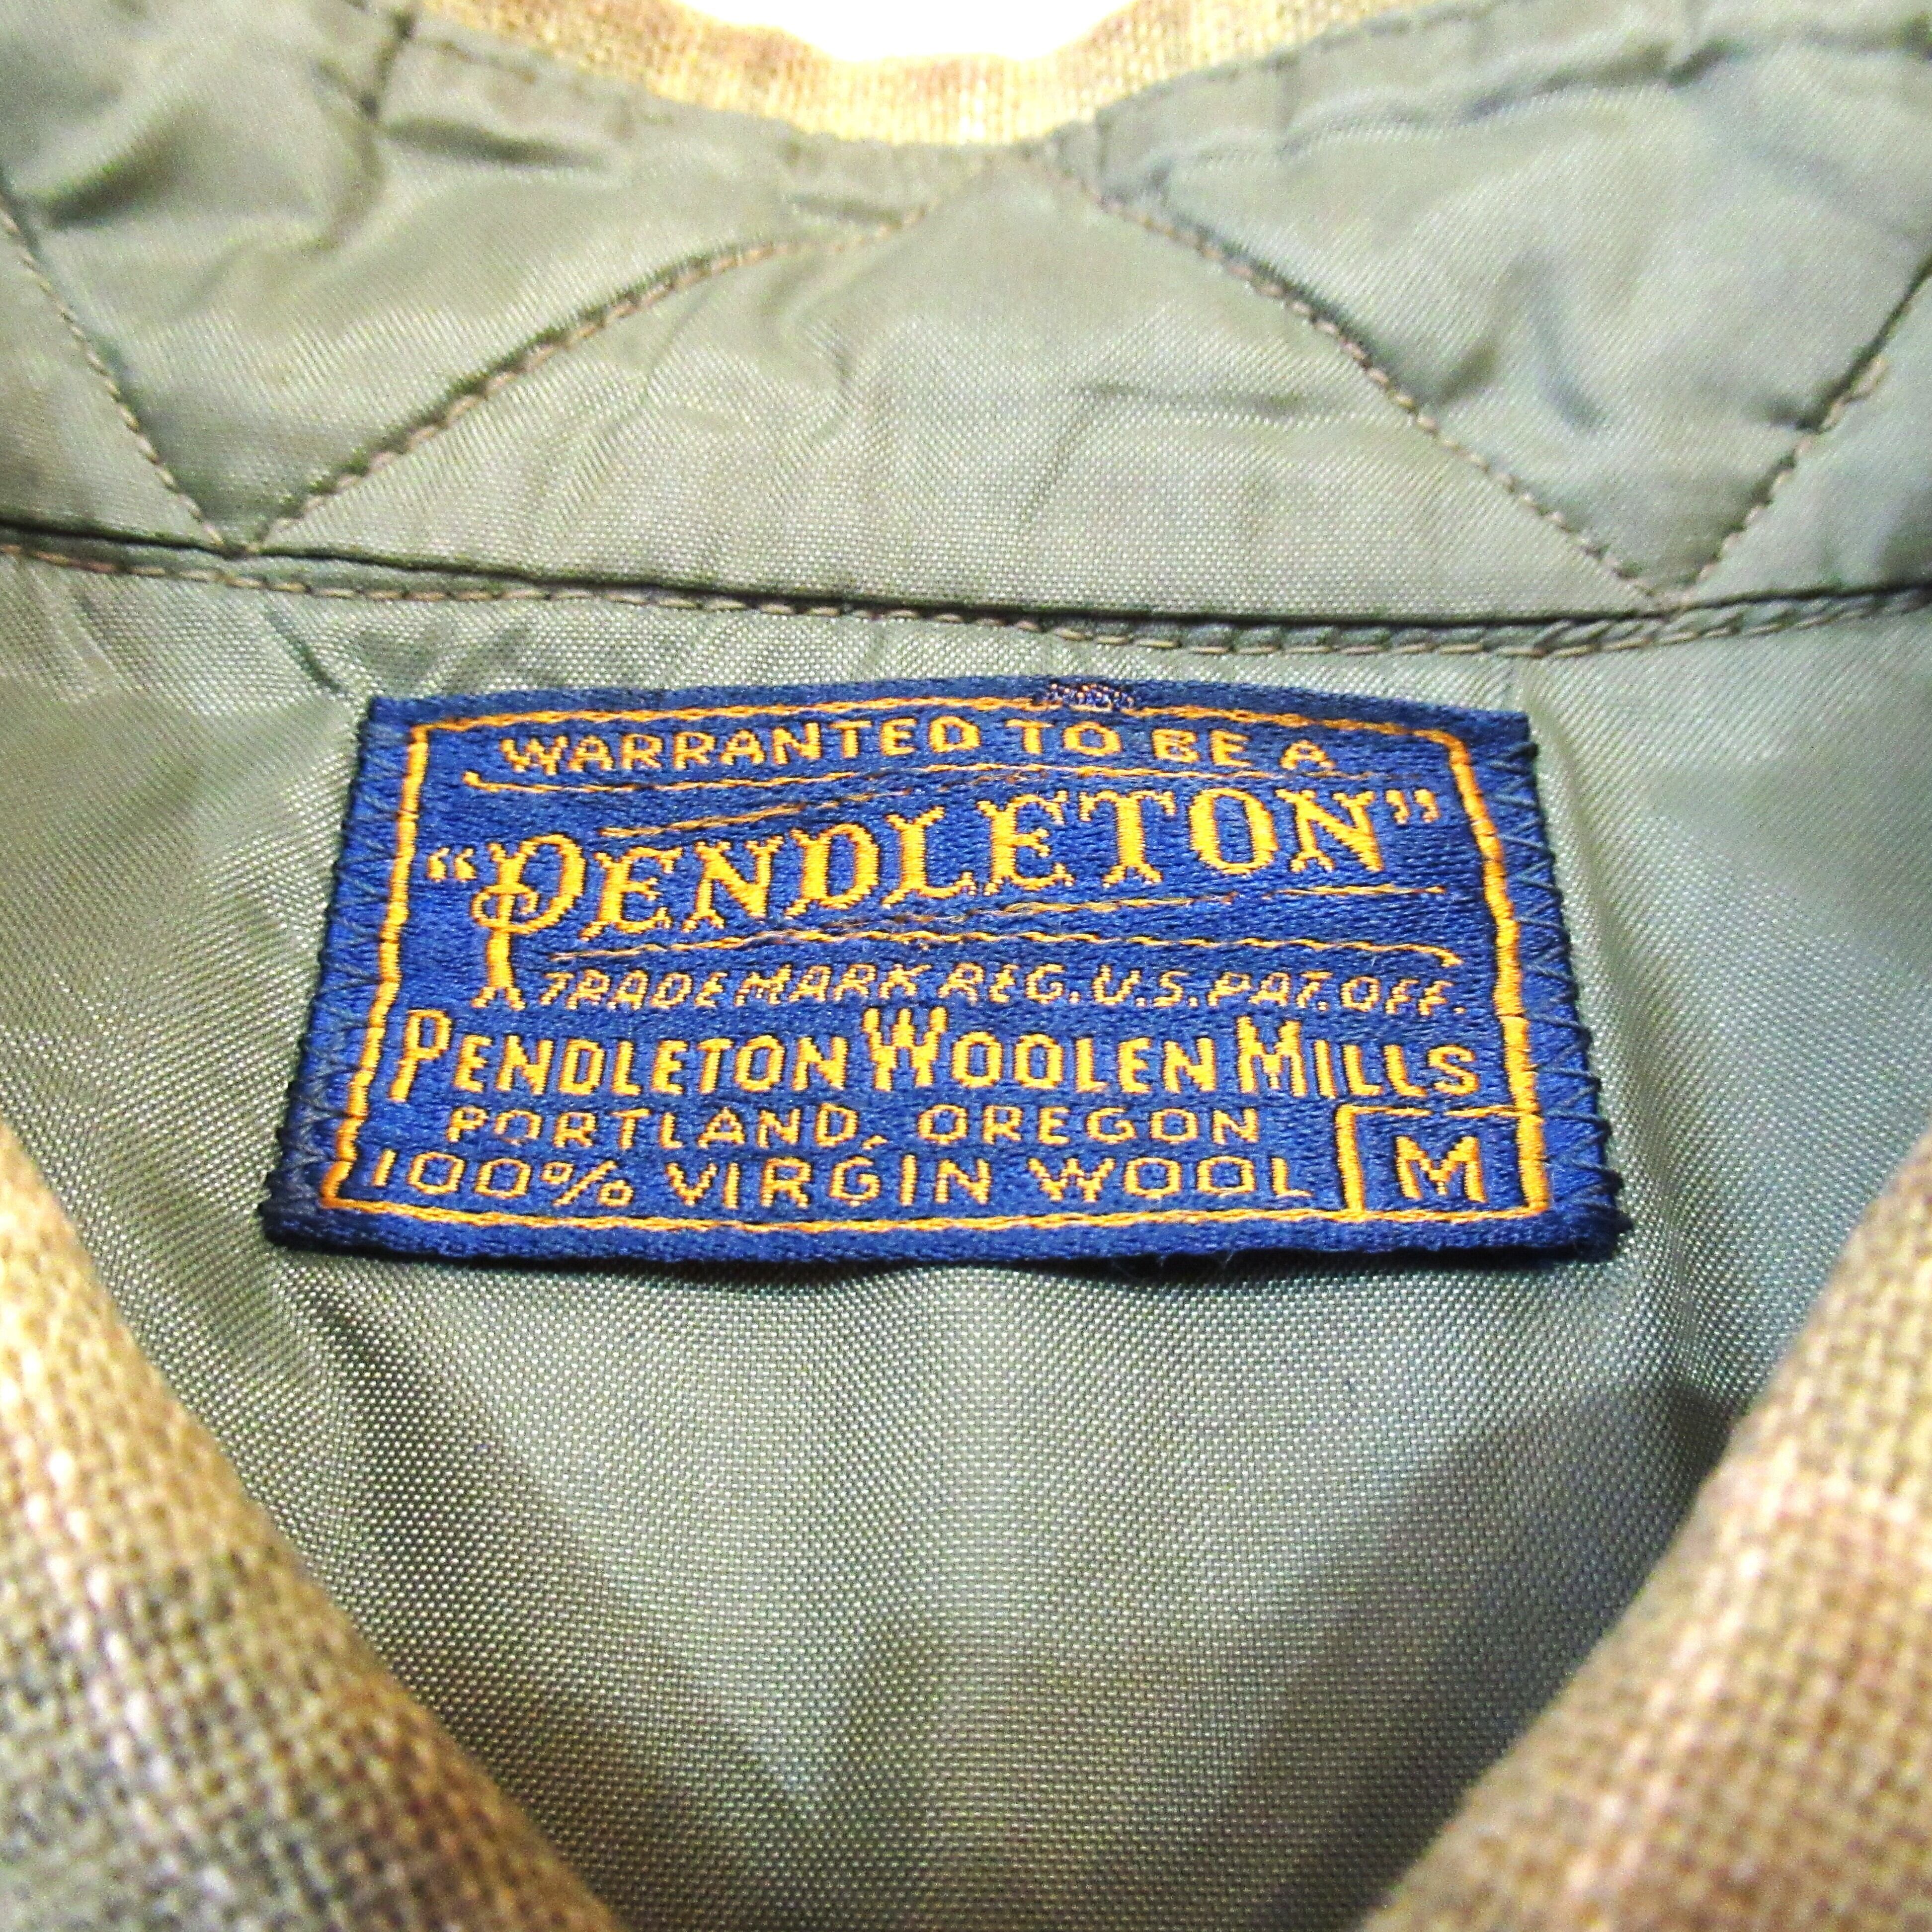 WARRANTED TO BE A
“PENDLETON”
TRADE MARK REG. U.S. PAT. OFF.
PENDLETON WOOLEN MILLS
PORTLAND, OREGON
100% VIRGIN WOOL M